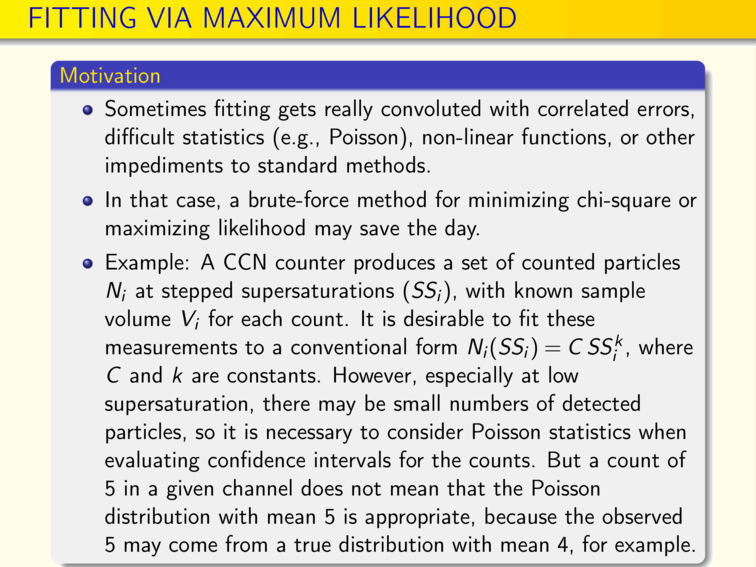 FITTING VIA MAXIMUM LIKELIHOOD
Motivation
Sometimes fitting gets really convoluted with correlated errors,
difficult statistics (e.g., Poisson), non-linear functions, or other
impediments to standard methods.
In that case, a brute-force method for minimizing chi-square or
maximizing likelihood may save the day.
Example: A CCN counter produces a set of counted particles
N_i at stepped supersaturations (SS_i), with known sample
volume V_i for each count. It is desirable to fit these
measurements to a conventional form N_i(SS_i) = C SS_i^k, where
C and k are constants. However, especially at low
supersaturation, there may be small numbers of detected
particles, so it is necessary to consider Poisson statistics when
evaluating confidence intervals for the counts. But a count of
5 in a given channel does not mean that the Poisson
distribution with mean 5 is appropriate, because the observed
5 may come from a true distribution with mean 4, for example.